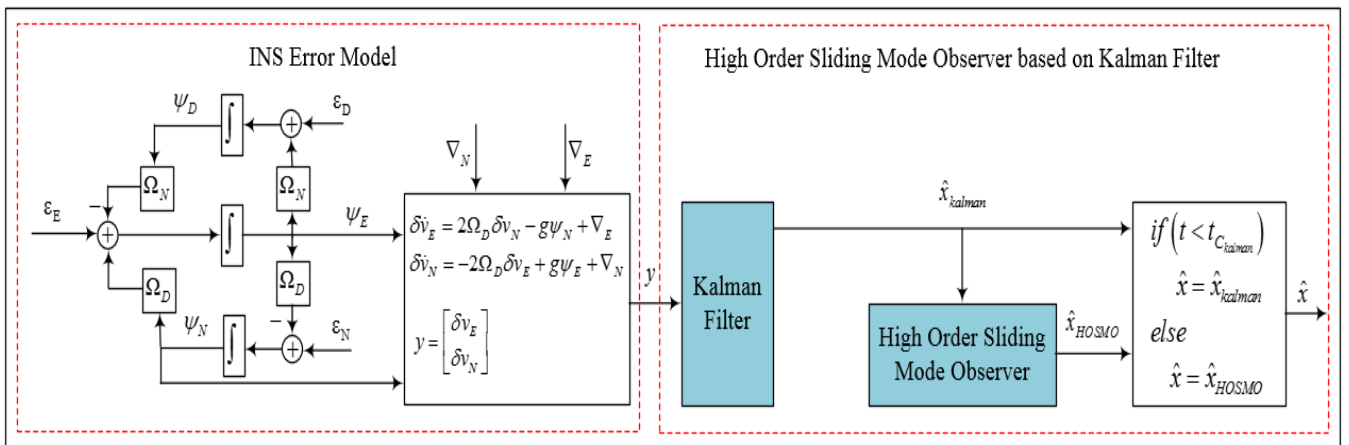 INS Error Model
ψ_D
∫
+
ε_D
Ω_N
Ω_N
ε_E
−
+
∫
ψ_E
Ω_D
Ω_D
ψ_N
∫
−
+
ε_N
∇_N
∇_E
δv̇_E = 2Ω_D δv_N − gψ_N + ∇_E
δv̇_N = −2Ω_D δv_E + gψ_E + ∇_N
y = [δv_E
δv_N]
y
High Order Sliding Mode Observer based on Kalman Filter
Kalman
Filter
x̂_kalman
High Order Sliding
Mode Observer
x̂_HOSMO
if (t < t_{C_kalman})
x̂ = x̂_kalman
else
x̂ = x̂_HOSMO
x̂